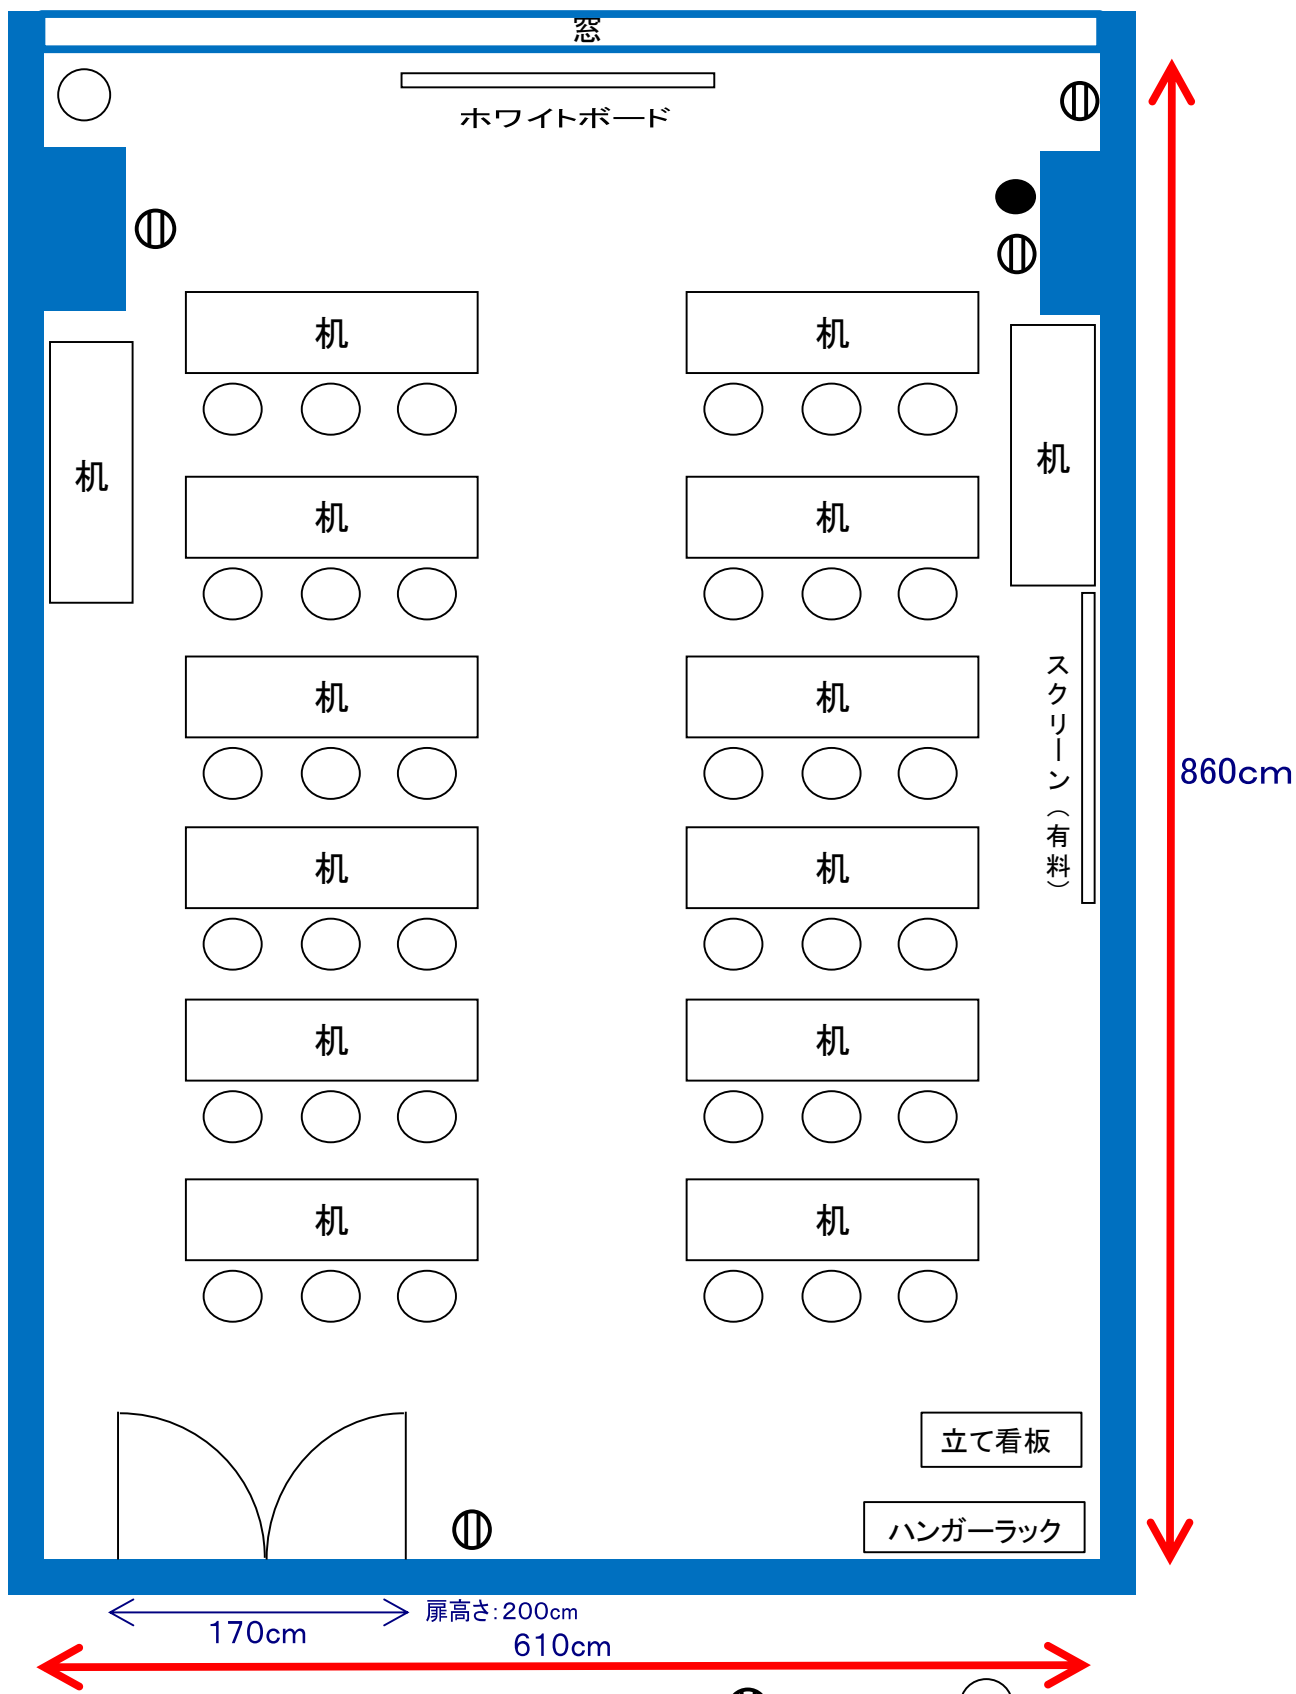 窓
ホワイトボード
机
机
机
机
机
机
机
机
スクリーン（有料）
机
机
860cm
机
机
机
机
立て看板
ハンガーラック
扉高さ：200cm
170cm
610cm